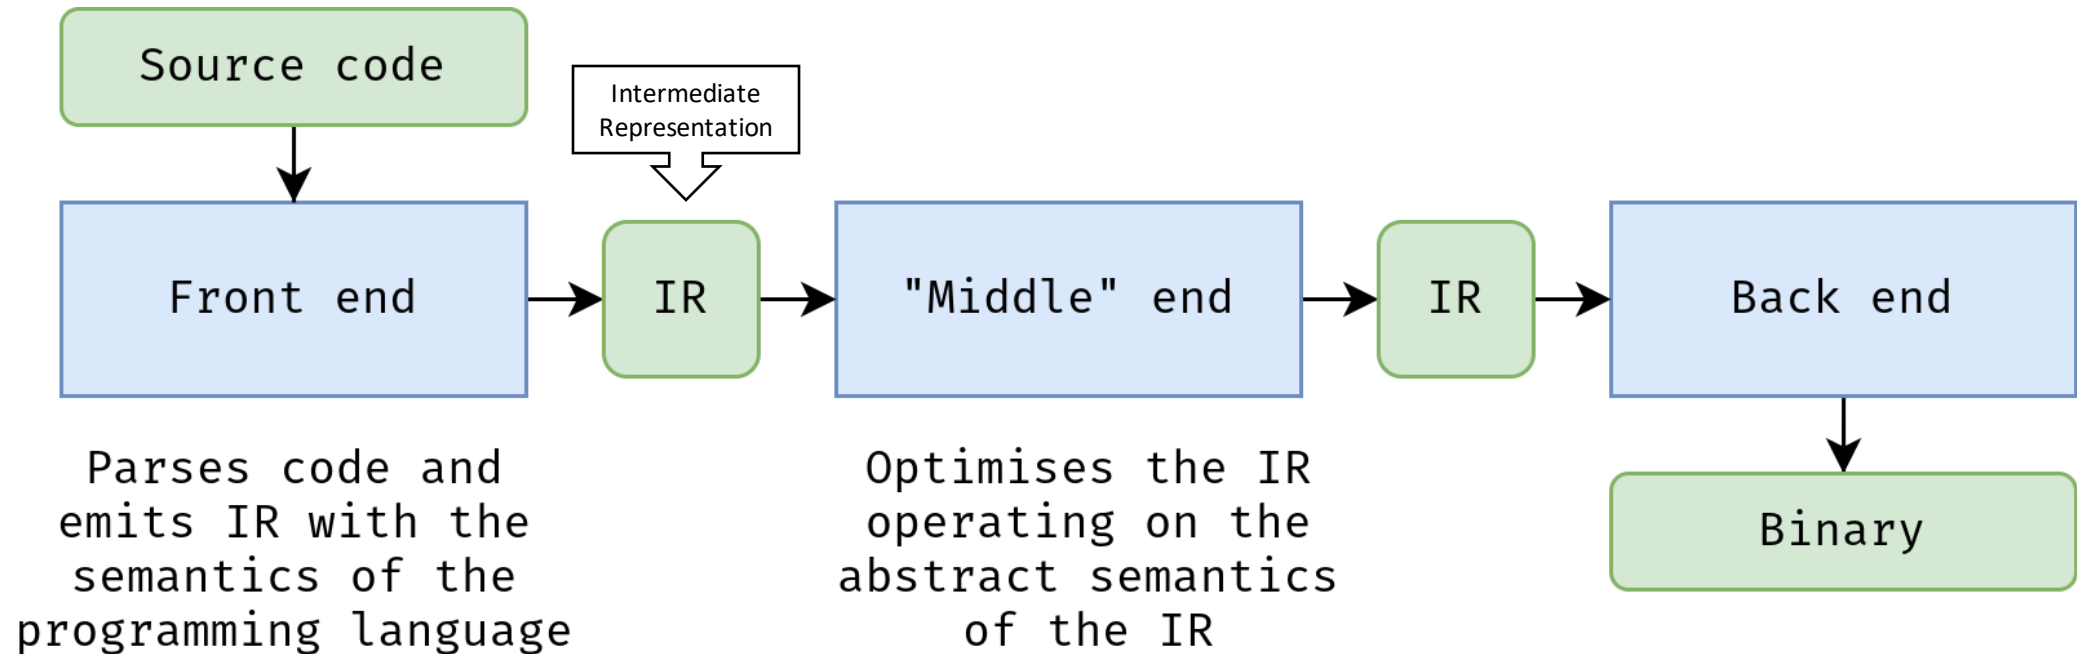 Source code
Intermediate
Representation
Front end
IR
"Middle" end
IR
Back end
Parses code and
emits IR with the
semantics of the
programming language
Optimises the IR
operating on the
abstract semantics
of the IR
Binary